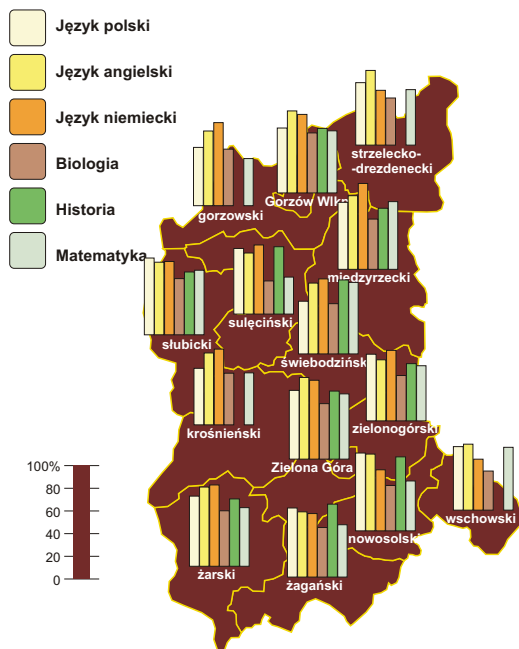 Język polski
Język angielski
Język niemiecki
Biologia
Historia
Matematyka
strzelecko-
-drezdenecki
Gorzów Wlkp.
gorzowski
międzyrzecki
sulęciński
słubicki
świebodziński
krośnieński
zielonogórski
Zielona Góra
wschowski
nowosolski
żarski
żagański
100%
80
60
40
20
0